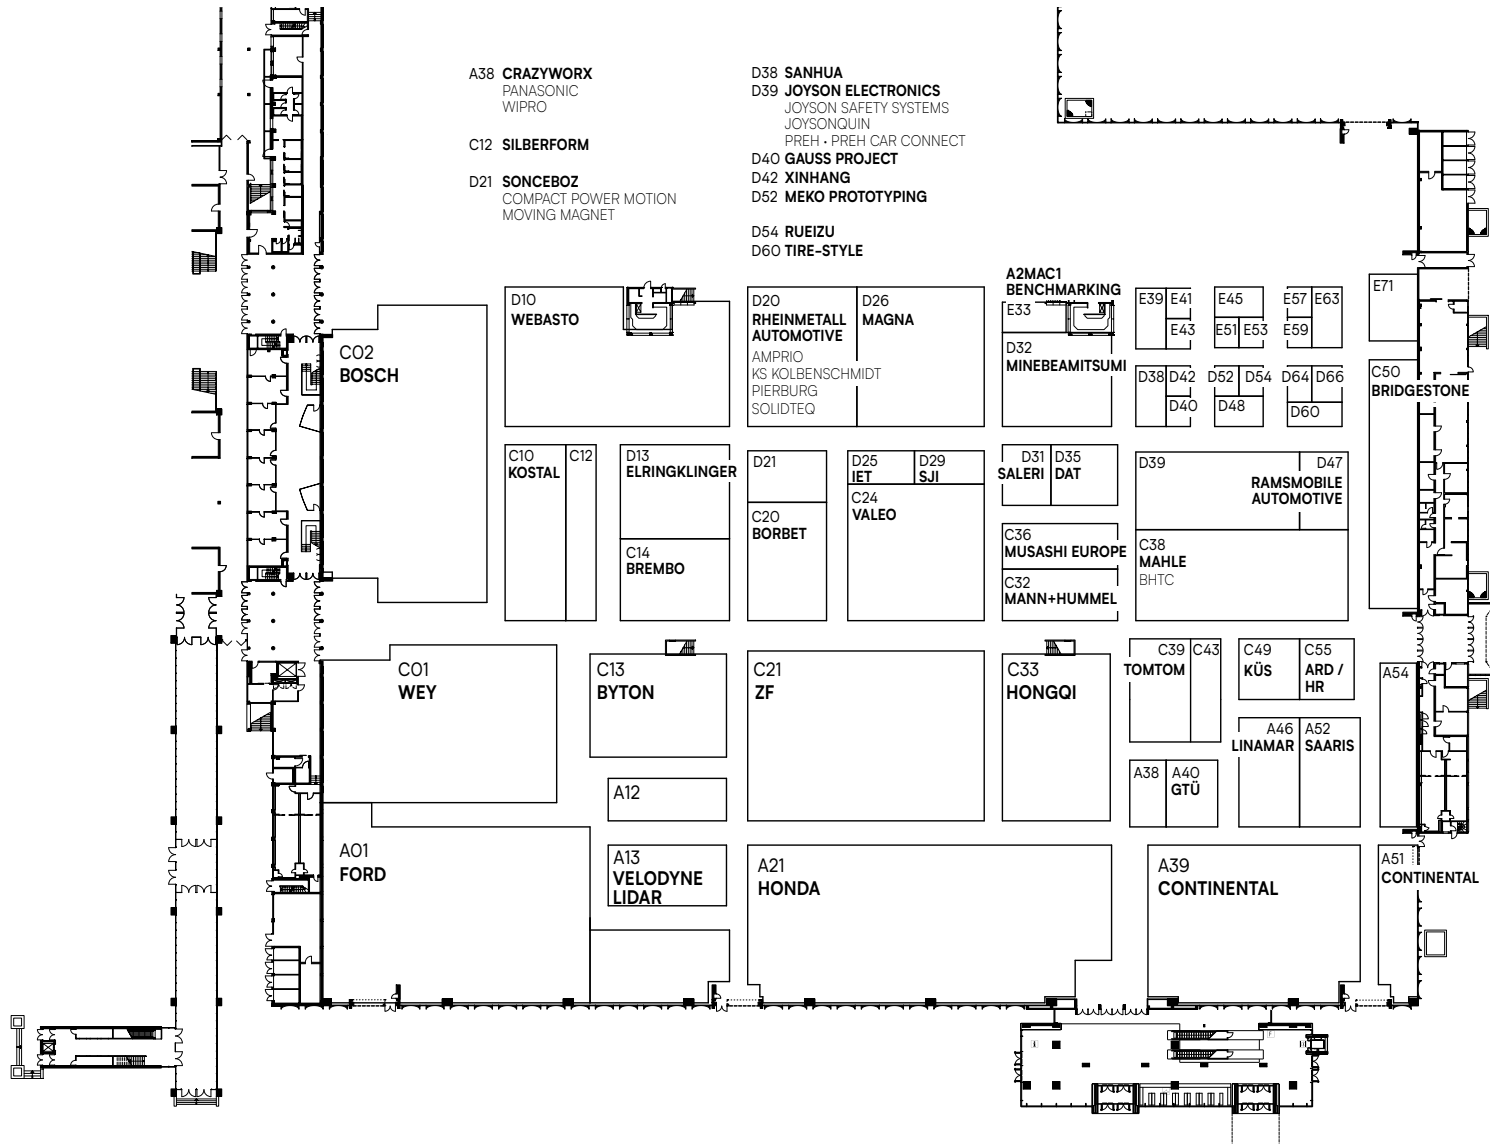 A38 CRAZYWORX
PANASONIC
WIPRO
C12 SILBERFORM
D21 SONCEBOZ
COMPACT POWER MOTION
MOVING MAGNET
D38 SANHUA
D39 JOYSON ELECTRONICS
JOYSON SAFETY SYSTEMS
JOYSONQUIN
PREH • PREH CAR CONNECT
D40 GAUSS PROJECT
D42 XINHANG
D52 MEKO PROTOTYPING
D54 RUEIZU
D60 TIRE-STYLE
A2MAC1
BENCHMARKING
E33
D10
WEBASTO
D20
RHEINMETALL
AUTOMOTIVE
AMPRIO
KS KOLBENSCHMIDT
PIERBURG
SOLIDTEQ
D26
MAGNA
D32
MINEBEAMITSUMI
E39
E41
E43
E45
E51
E53
E57
E63
E59
E71
C02
BOSCH
D38
D42
D40
D52
D54
D48
D64
D66
D60
C50
BRIDGESTONE
C10
KOSTAL
C12
D13
ELRINGKLINGER
D21
D25
IET
D29
SJI
D31
SALERI
D35
DAT
D39
D47
RAMSMOBILE
AUTOMOTIVE
C14
BREMBO
C20
BORBET
C24
VALEO
C36
MUSASHI EUROPE
C32
MANN+HUMMEL
C38
MAHLE
BHTC
C01
WEY
C13
BYTON
C21
ZF
C33
HONGQI
C39
TOMTOM
C43
C49
KÜS
C55
ARD /
HR
A54
A46
LINAMAR
A52
SAARIS
A12
A38
A40
GTÜ
A01
FORD
A13
VELODYNE
LIDAR
A21
HONDA
A39
CONTINENTAL
A51
CONTINENTAL